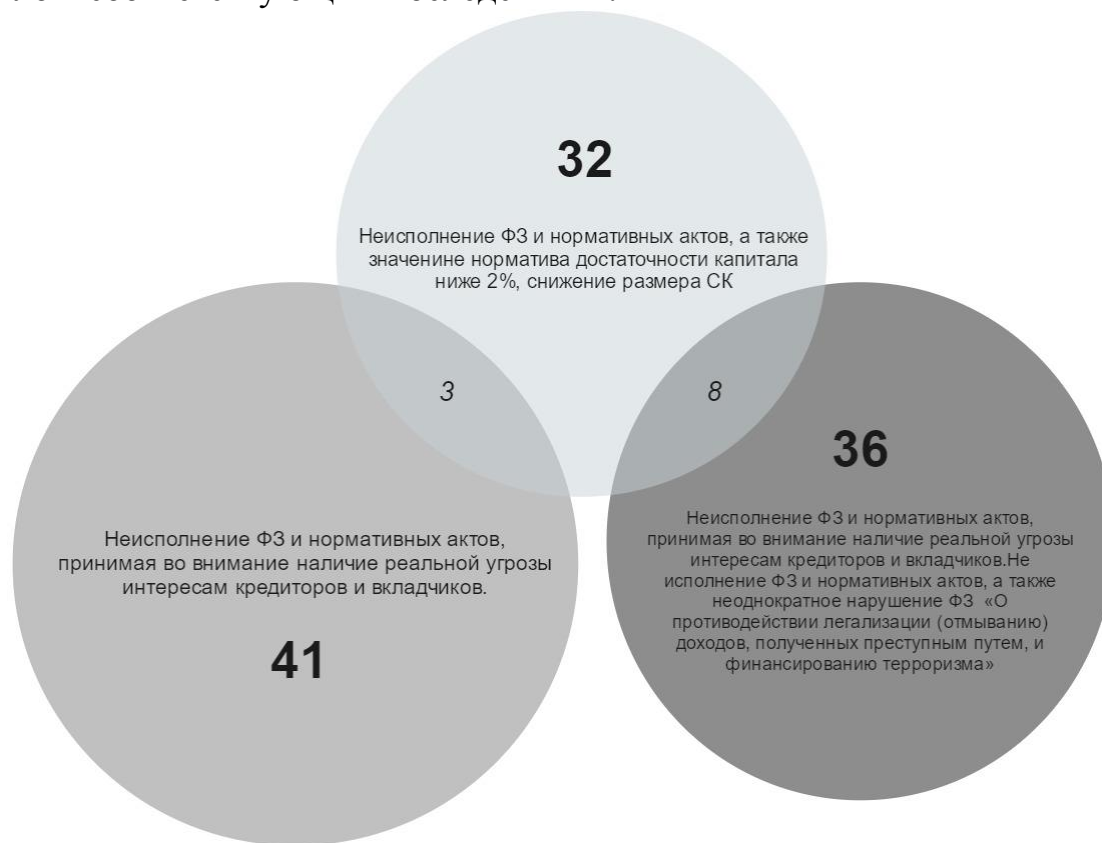 32
Неисполнение ФЗ и нормативных актов, а также
значенине норматива достаточности капитала
ниже 2%, снижение размера СК
3
8
36
Неисполнение ФЗ и нормативных актов,
принимая во внимание наличие реальной угрозы
интересам кредиторов и вкладчиков.Не
исполнение ФЗ и нормативных актов, а также
неоднократное нарушение ФЗ «О
противодействии легализации (отмыванию)
доходов, полученных преступным путем, и
финансированию терроризма»
Неисполнение ФЗ и нормативных актов,
принимая во внимание наличие реальной угрозы
интересам кредиторов и вкладчиков.
41